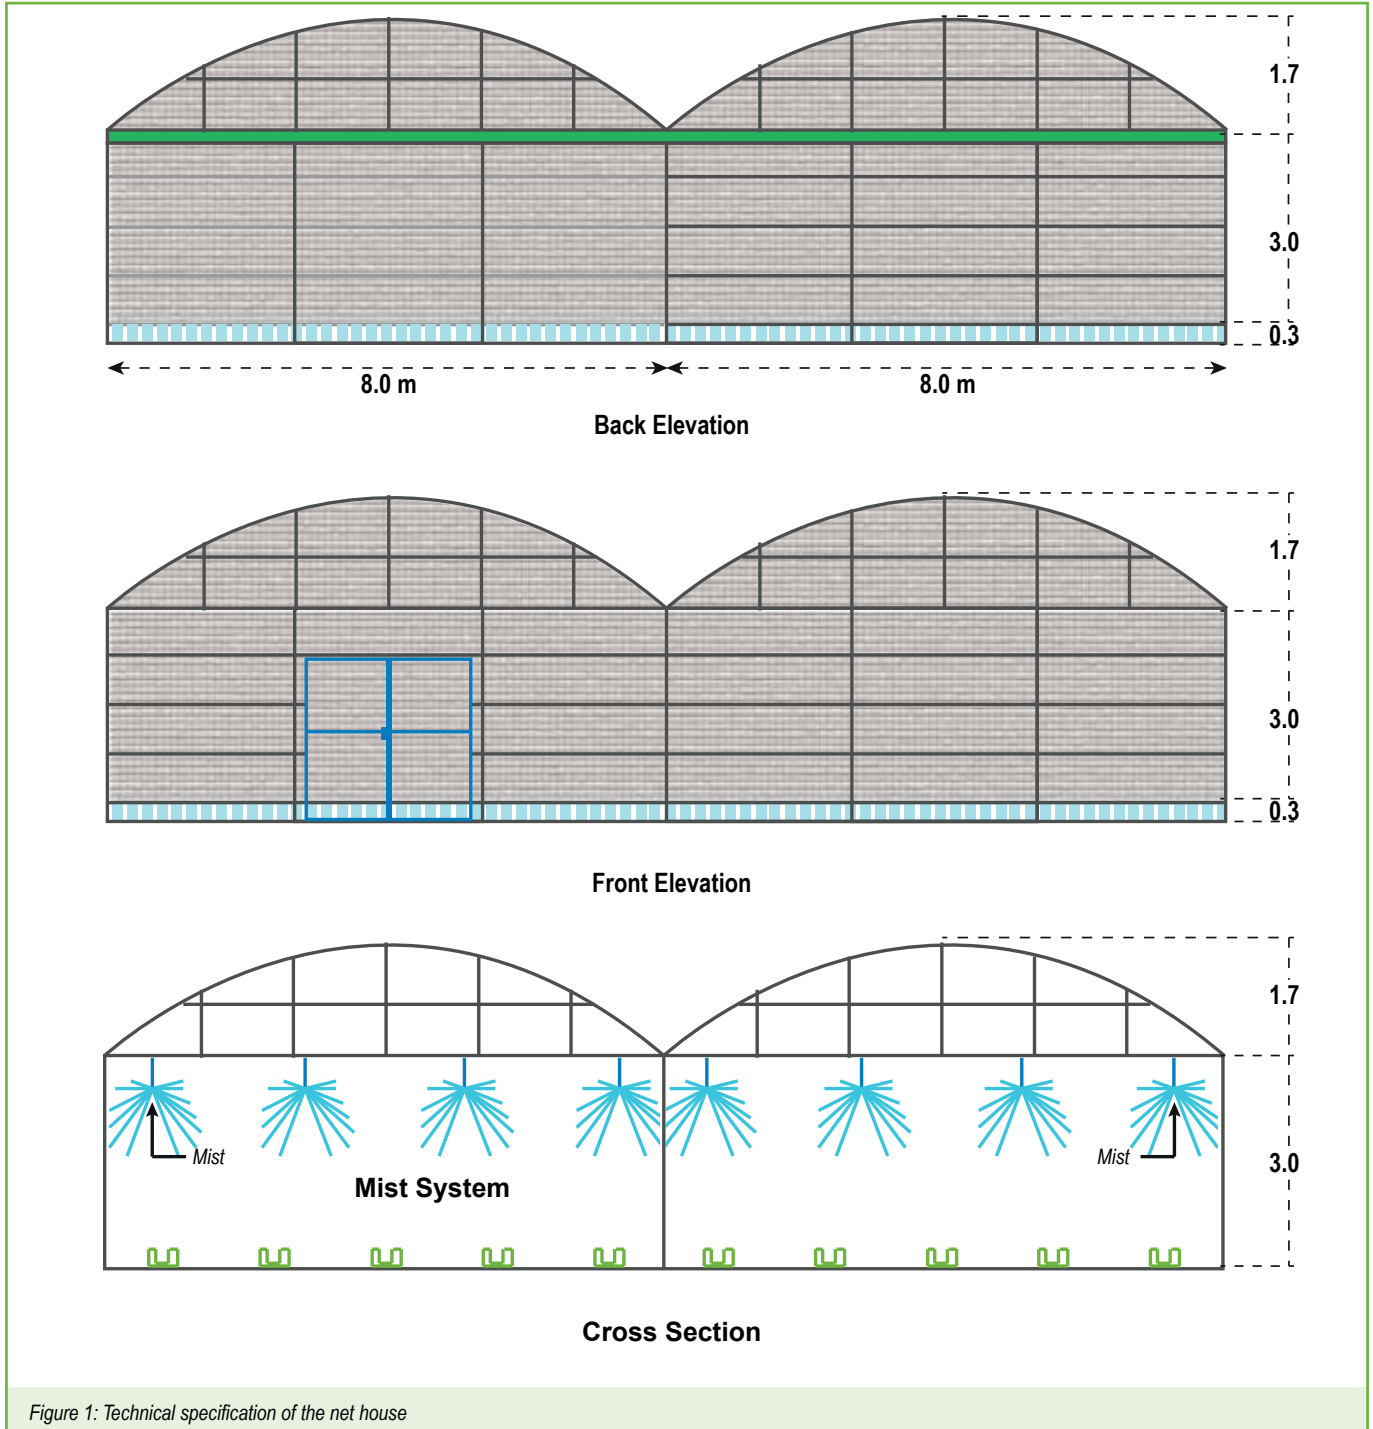 1.7
3.0
0.3
8.0 m
8.0 m
Back Elevation
1.7
3.0
0.3
Front Elevation
1.7
Mist
Mist
3.0
Mist System
Cross Section
Figure 1: Technical specification of the net house